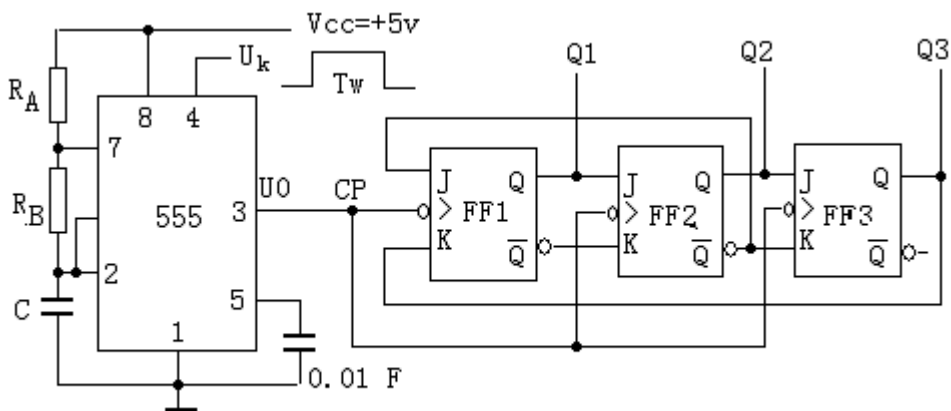 Vcc=+5v
Uk
Tw
Q1
Q2
Q3
RA
8
4
7
RB
555
3
U0
CP
J
Q
FF1
K
Q
J
Q
FF2
K
Q
J
Q
FF3
K
Q
2
5
C
1
0.01 F